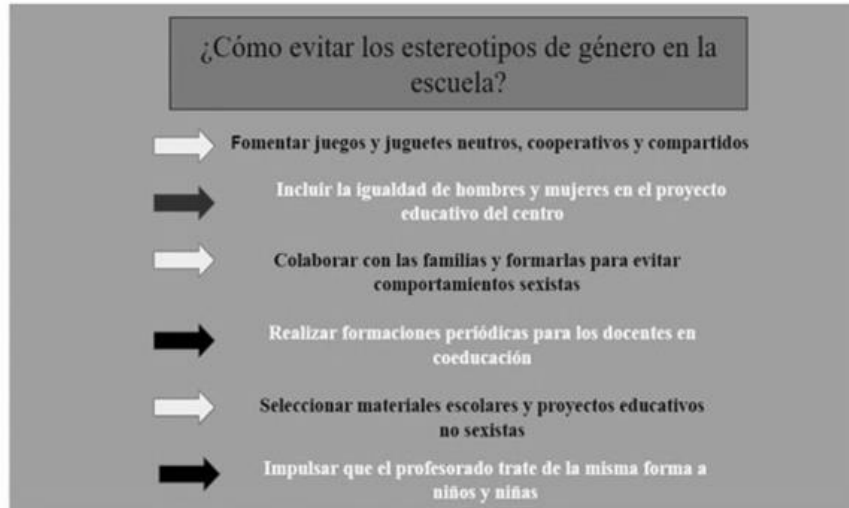 ¿Cómo evitar los estereotipos de género en la
escuela?
Fomentar juegos y juguetes neutros, cooperativos y compartidos
Incluir la igualdad de hombres y mujeres en el proyecto
educativo del centro
Colaborar con las familias y formarlas para evitar
comportamientos sexistas
Realizar formaciones periódicas para los docentes en
coeducación
Seleccionar materiales escolares y proyectos educativos
no sexistas
Impulsar que el profesorado trate de la misma forma a
niños y niñas